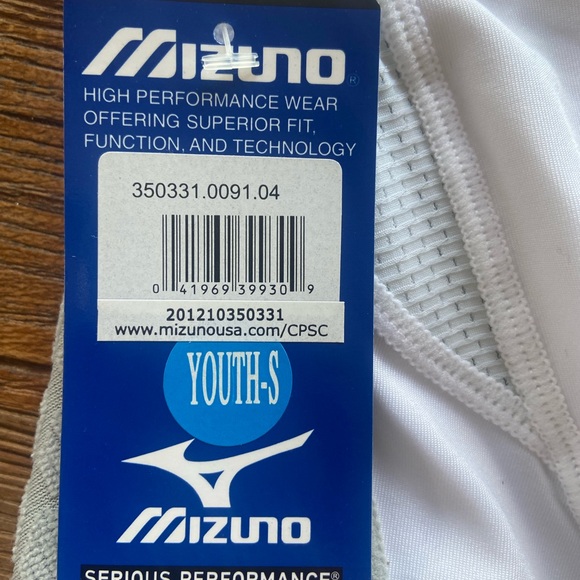 MIZUNO®
HIGH PERFORMANCE WEAR
OFFERING SUPERIOR FIT,
FUNCTION, AND TECHNOLOGY
350331.0091.04
0 41969 39930 9
201210350331
www.mizunousa.com/CPSC
YOUTH-S
MIZUNO
SERIOUS PERFORMANCE®